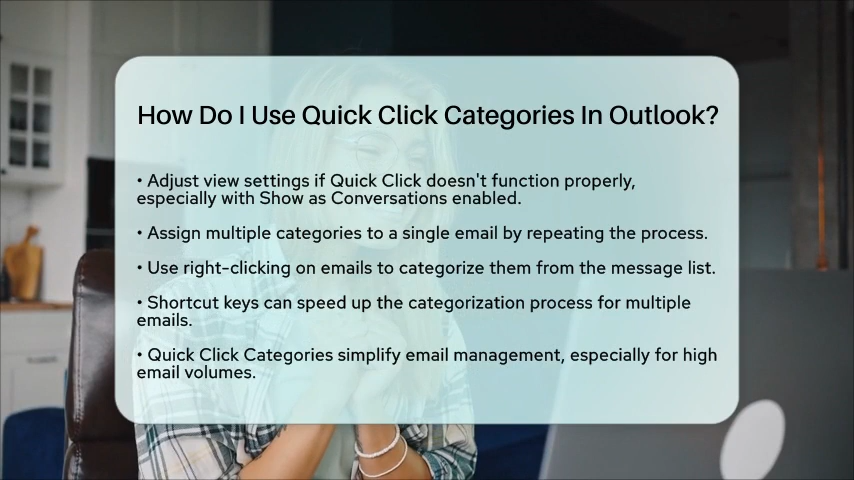 How Do I Use Quick Click Categories In Outlook?
• Adjust view settings if Quick Click doesn't function properly,
especially with Show as Conversations enabled.
• Assign multiple categories to a single email by repeating the process.
• Use right-clicking on emails to categorize them from the message list.
• Shortcut keys can speed up the categorization process for multiple
emails.
• Quick Click Categories simplify email management, especially for high
email volumes.